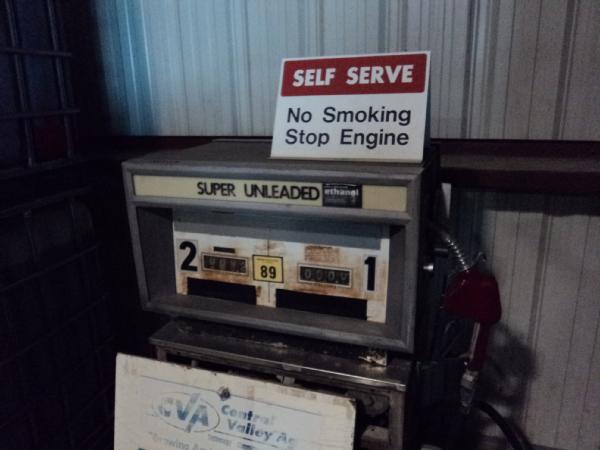 SELF SERVE
No Smoking
Stop Engine
SUPER UNLEADED ethanol
2 89 1
CVA Central
Valley Ag